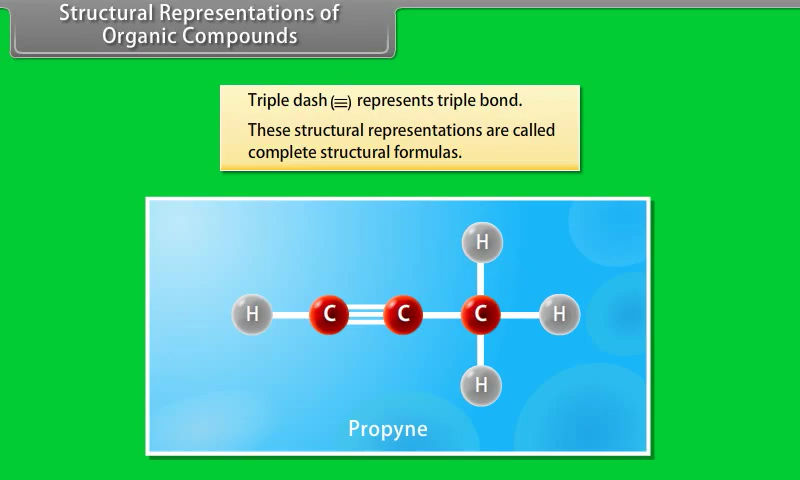 Structural Representations of
Organic Compounds
Triple dash (≡) represents triple bond.
These structural representations are called
complete structural formulas.
H
H C C C H
H
Propyne